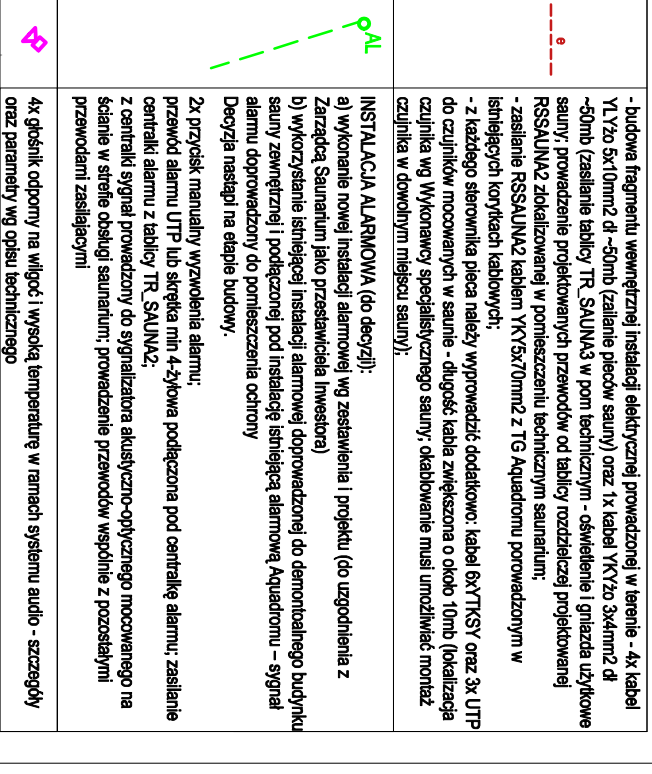 e
- budowa fragmentu wewnętrznej instalacji elektrycznej prowadzonej w terenie - 4x kabel
YLYżo 5x10mm2 dł ~50mb (zailanie pieców sauny) oraz 1x kabel YKYżo 3x4mm2 dł
~50mb (zasilanie tablicy TR_SAUNA3 w pom technicznym - oświetlenie i gniazda użytkowe
sauny; prowadzenie projektowanych przewodów od tablicy rozdzielczej projektowanej
RSSAUNA2 zlokalizowanej w pomieszczeniu technicznym saunarium;
- zasilanie RSSAUNA2 kablem YKY5x70mm2 z TG Aquadromu porowadzonym w
istniejących korytkach kablowych;
- z każdego sterownika pieca należy wyprowadzić dodatkowo: kabel 6xYTKSY oraz 3x UTP
do czujników mocowanych w saunie - długość kabla zwiększona o około 10mb (lokalizacja
czujnika wg Wykonawcy specjalistycznego sauny; okablowanie musi umożliwiać montaż
czujnika w dowolnym miejscu sauny);
AL
INSTALACJA ALARMOWA (do decyzji):
a) wykonanie nowej instalacji alarmowej wg zestawienia i projektu (do uzgodnienia z
Zarządcą Saunarium jako przestawiciela Inwestora)
b) wykorzystanie istniejącej instalacji alarmowej doprowadzonej do demontoalnego budynku
sauny zewnętrznej i podłączonej pod instalację istniejącą alarmową Aquadromu – sygnał
alarmu doprowadzony do pomieszczenia ochrony
Decyzja nastąpi na etapie budowy.
2x przycisk manualny wyzwolenia alarmu;
przewód alarmu UTP lub skrętka min 4-żyłowa podłączona pod centralkę alarmu; zasilanie
centralki alarmu z tablicy TR_SAUNA2;
z centralki sygnał prowadzony do sygnalizatora akustyczno-optycznego mocowanego na
ścianie w strefie obsługi saunarium; prowadzenie przewodów wspólnie z pozostałymi
przewodami zasilającymi
4x głośnik odporny na wilgoć i wysoką temperaturę w ramach systemu audio - szczegóły
oraz parametry wg opisu technicznego